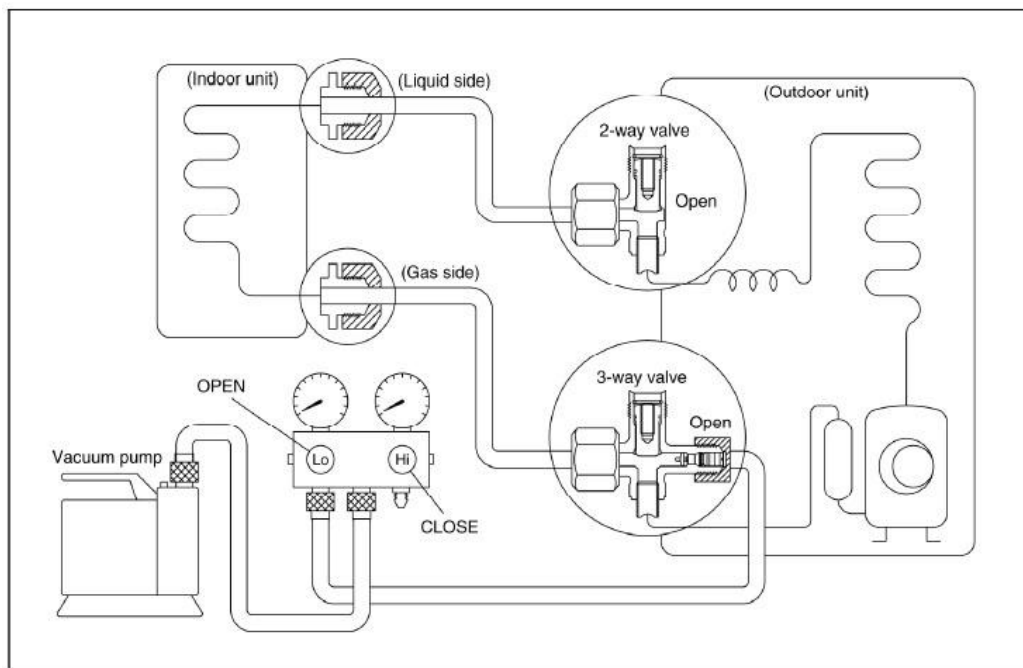 (Indoor unit)
(Liquid side)
(Outdoor unit)
2-way valve
Open
(Gas side)
3-way valve
Open
OPEN
Lo
Hi
Vacuum pump
CLOSE